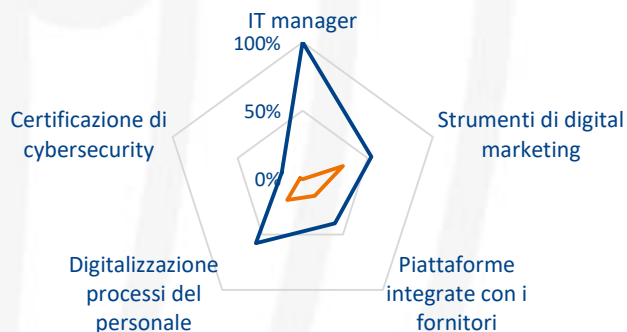 IT manager
100%
50%
0%
Strumenti di digital
marketing
Piattaforme
integrate con i
fornitori
Digitalizzazione
processi del
personale
Certificazione di
cybersecurity